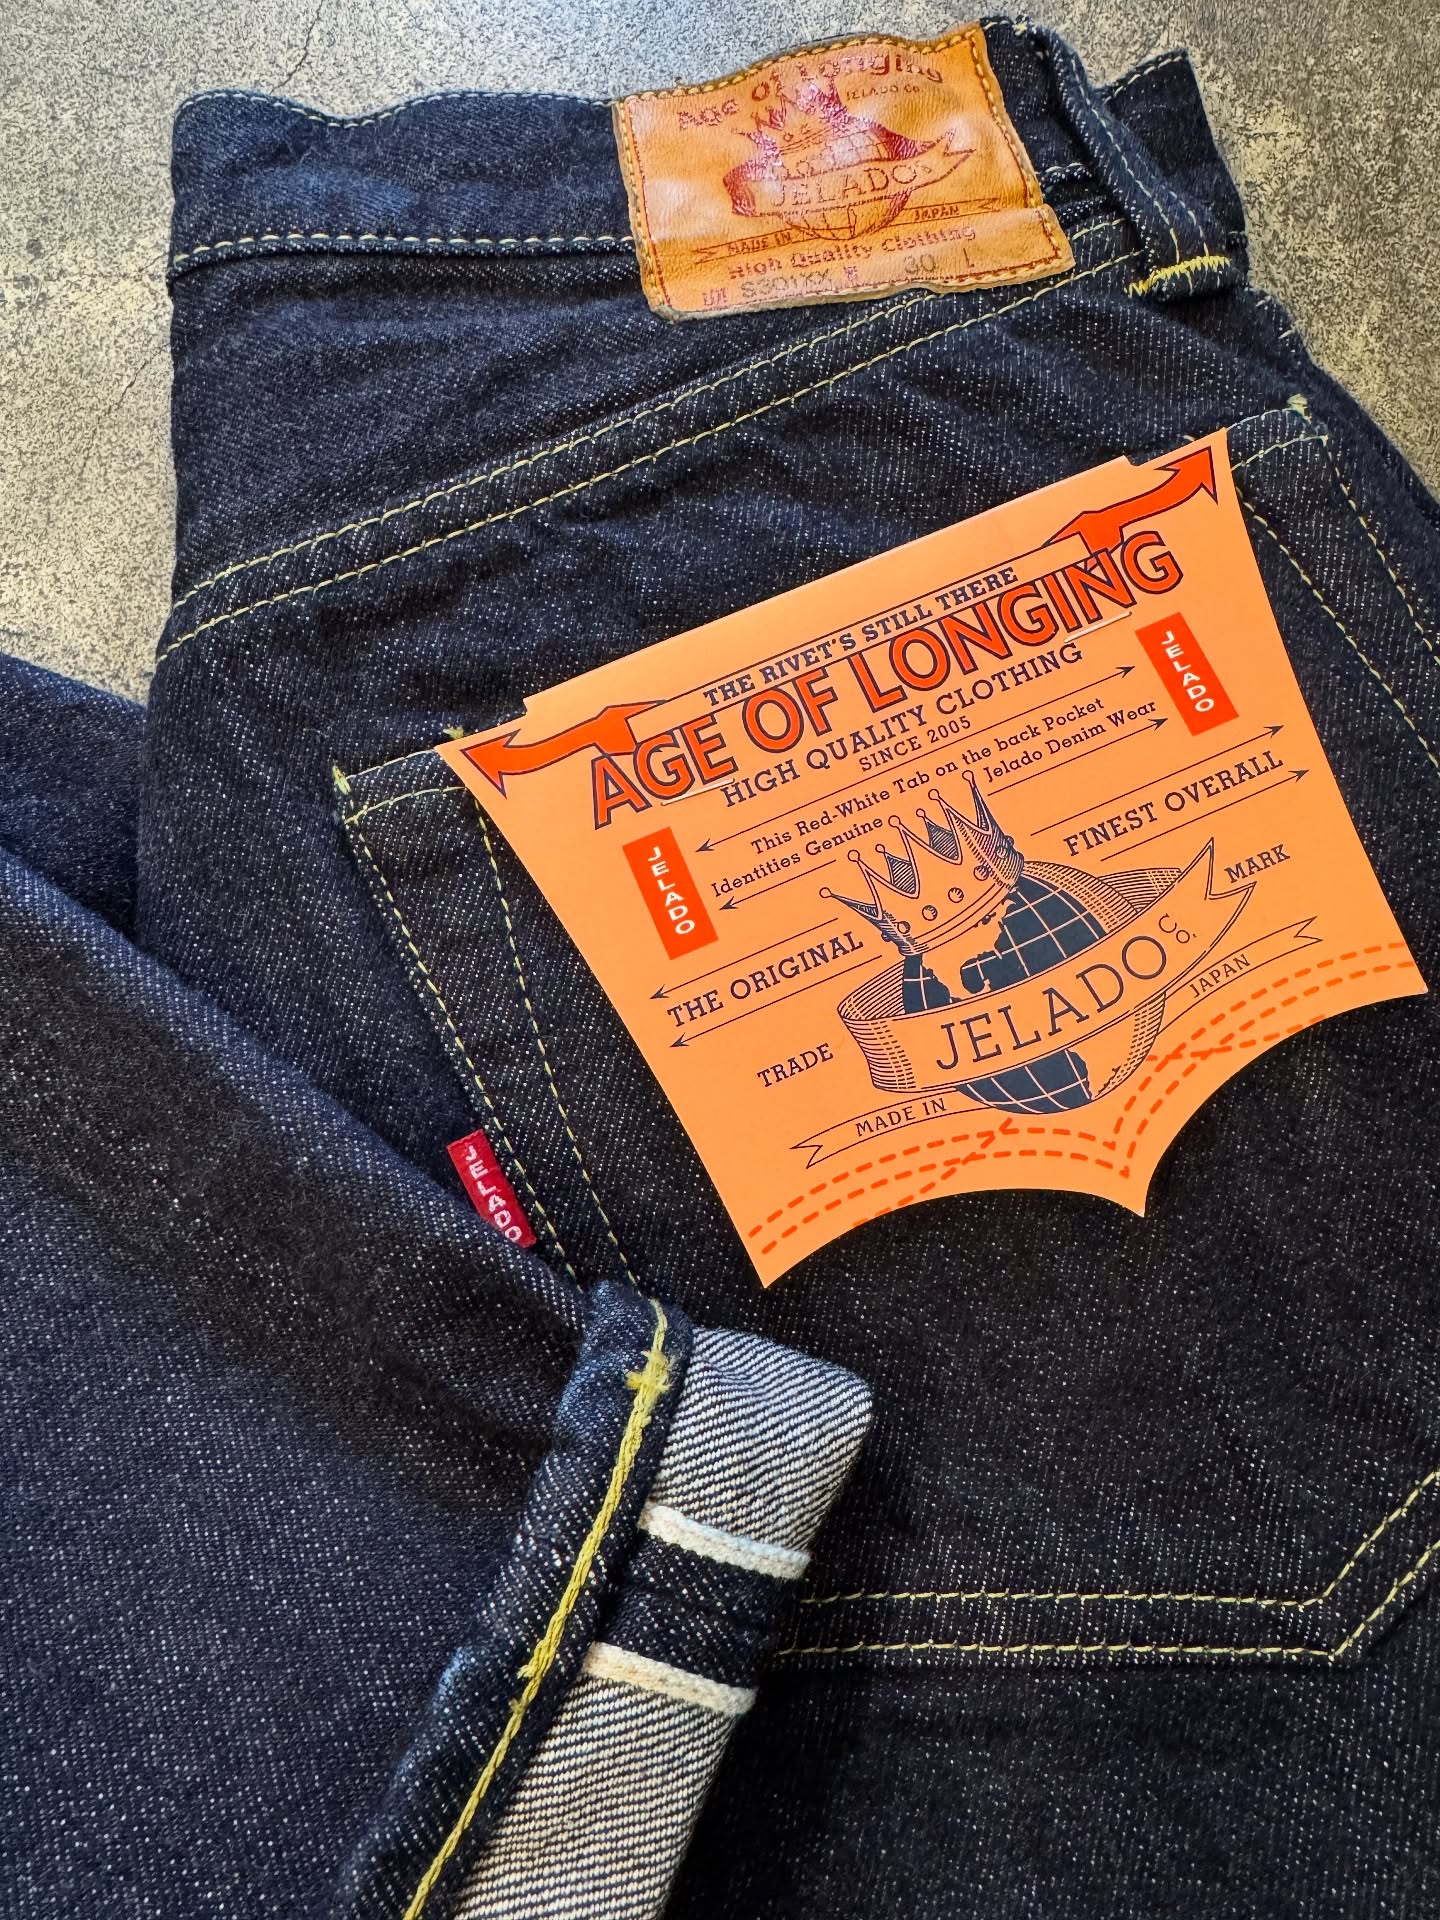 Age of Longing
JELADO CO.
JELADO
MADE IN JAPAN
High Quality Clothing
S301XX 30 L
THE RIVET'S STILL THERE
AGE OF LONGING
HIGH QUALITY CLOTHING
SINCE 2005
This Red-White Tab on the back Pocket
Identities Genuine Jelado Denim Wear
JELADO
JELADO
THE ORIGINAL
FINEST OVERALL
TRADE MARK
JELADO CO.
MADE IN JAPAN
JELADO